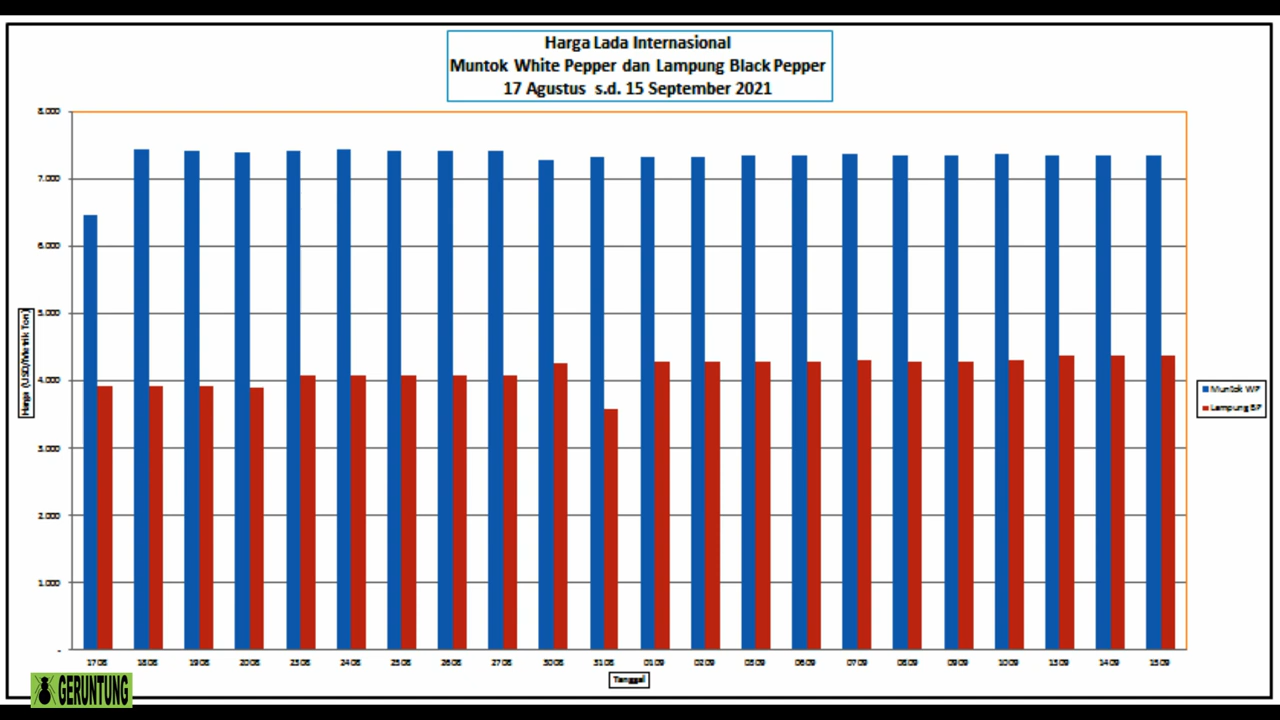 Harga Lada Internasional
Muntok White Pepper dan Lampung Black Pepper
17 Agustus s.d. 15 September 2021
8.000
7.000
6.000
5.000
4.000
3.000
2.000
1.000
-
Harga (USD/Metrik Ton)
Muntok WP
Lampung BP
17 08 18 08 19 08 20 08 23 08 24 08 25 08 26 08 27 08 30 08 31 08 01 09 02 09 03 09 06 09 07 09 08 09 09 09 10 09 13 09 14 09 15 09
Tanggal
GERUNTUNG